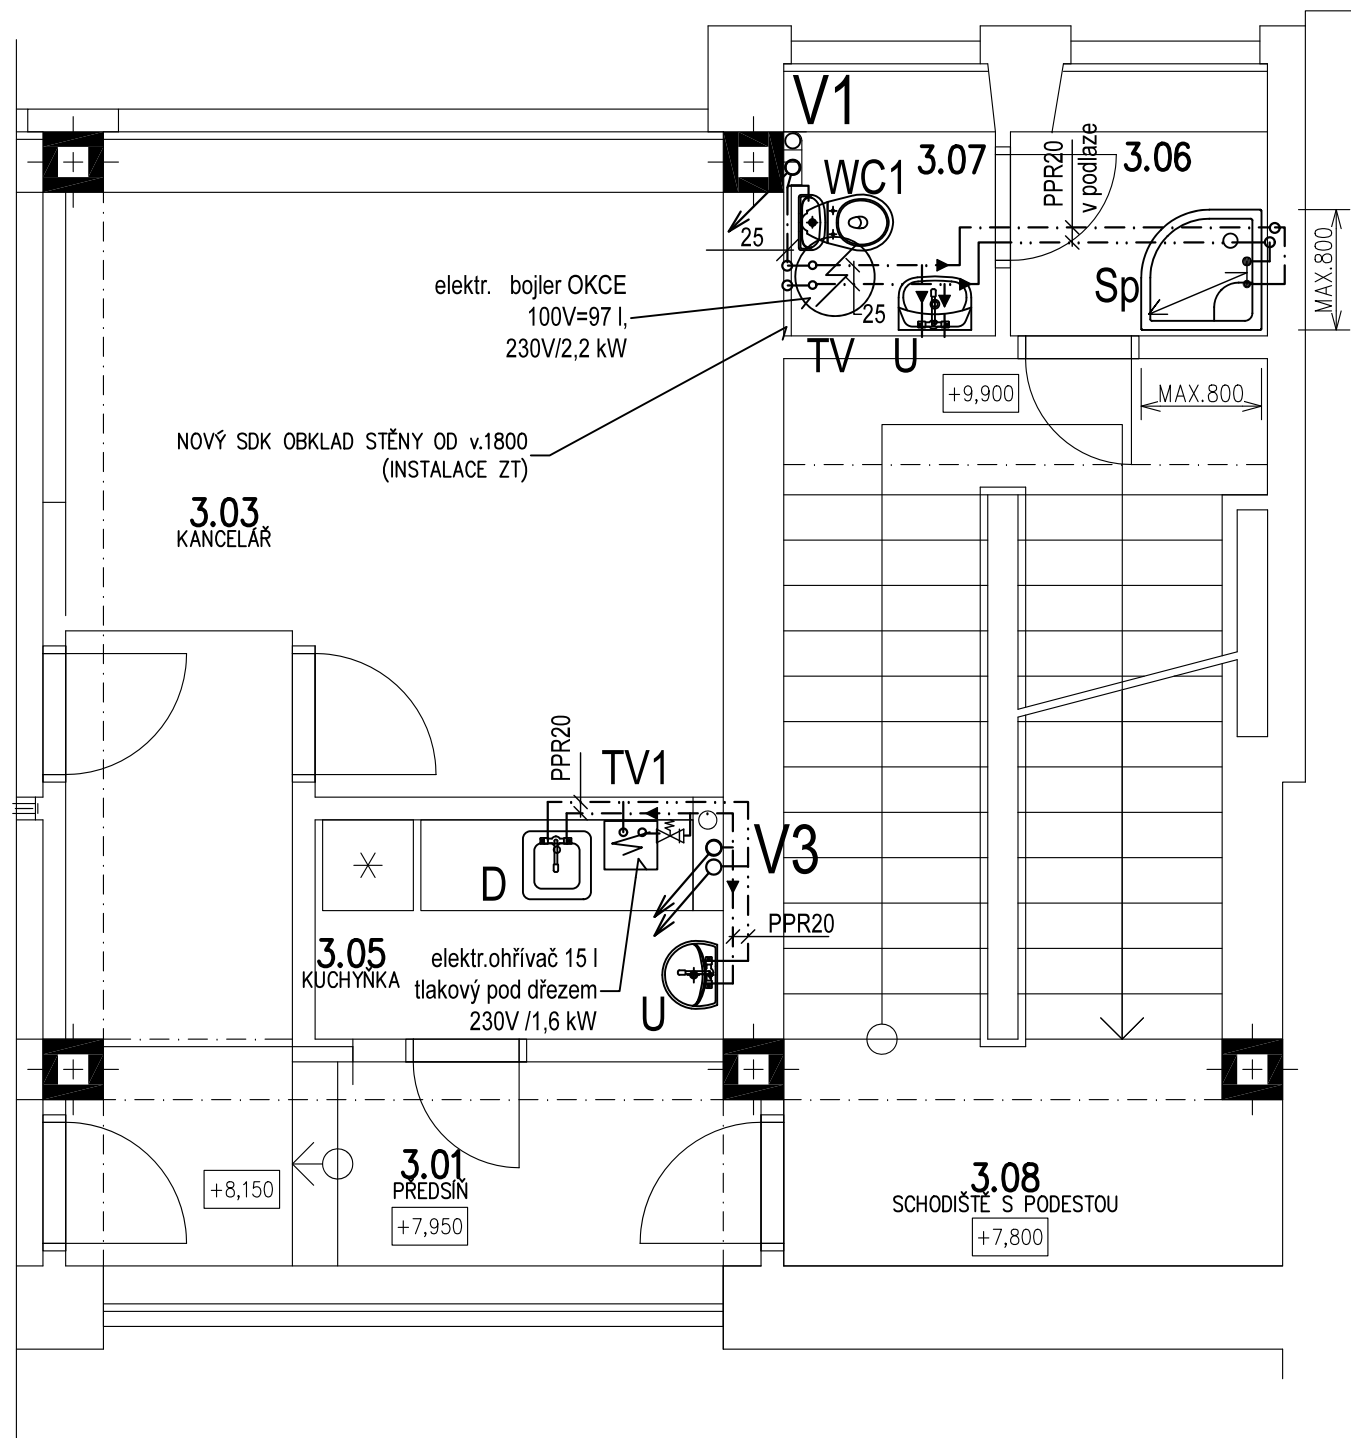 V1
3.07
PPR20
v podlaze
3.06
WC1
25
MAX.800
elektr. bojler OKCE
100V=97 l,
230V/2,2 kW
Sp
25
TV
U
+9,900
MAX.800
NOVÝ SDK OBKLAD STĚNY OD v.1800
(INSTALACE ZT)
3.03
KANCELÁŘ
PPR20
TV1
V3
D
PPR20
3.05
KUCHYŇKA
elektr.ohřívač 15 l
tlakový pod dřezem
230V /1,6 kW
U
3.01
PŘEDSÍŇ
+8,150
+7,950
3.08
SCHODIŠTĚ S PODESTOU
+7,800